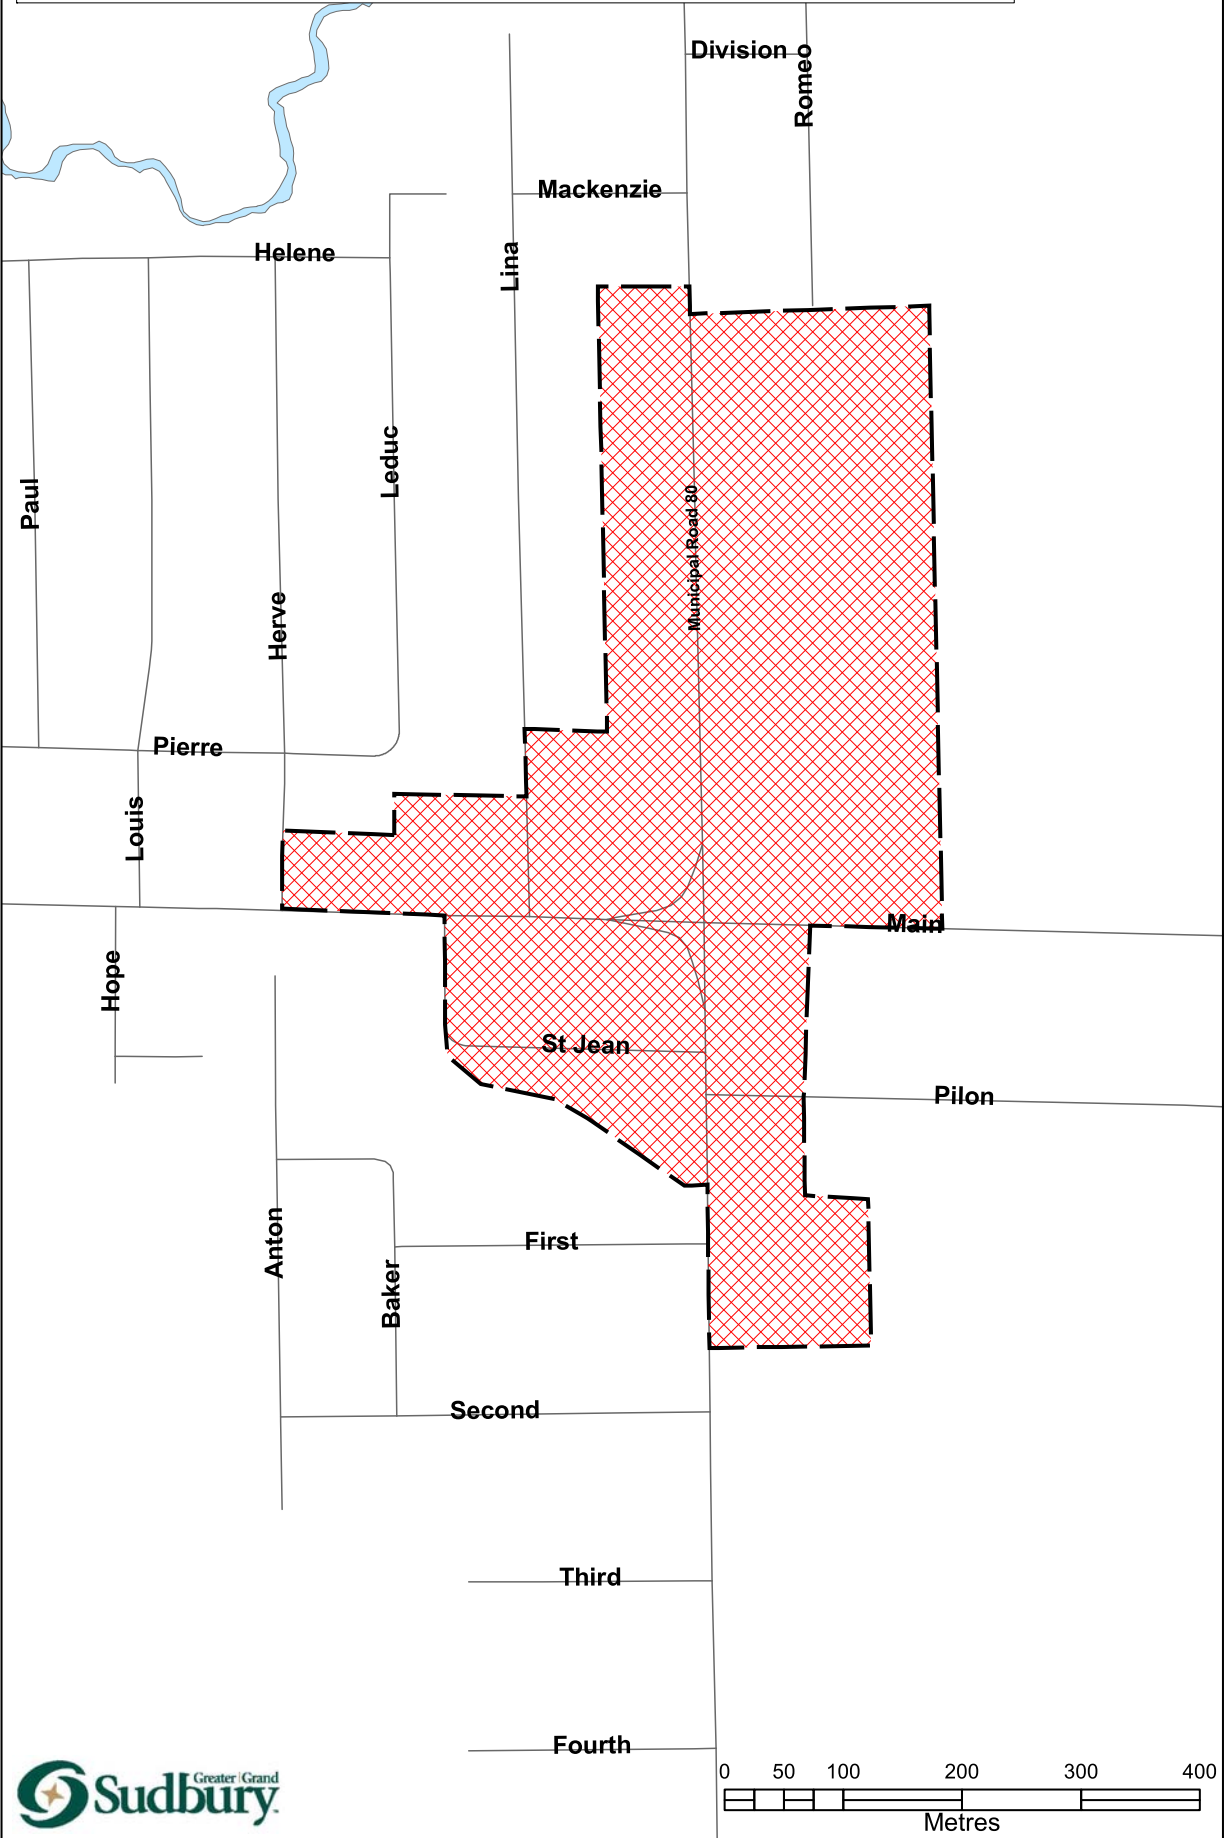 Division
Romeo
Mackenzie
Helene
Lina
Leduc
Paul
Municipal Road 80
Herve
Pierre
Louis
Main
Hope
St Jean
Pilon
Anton
First
Baker
Second
Third
Fourth
0 50 100 200 300 400
Metres
Greater | Grand
Sudbury